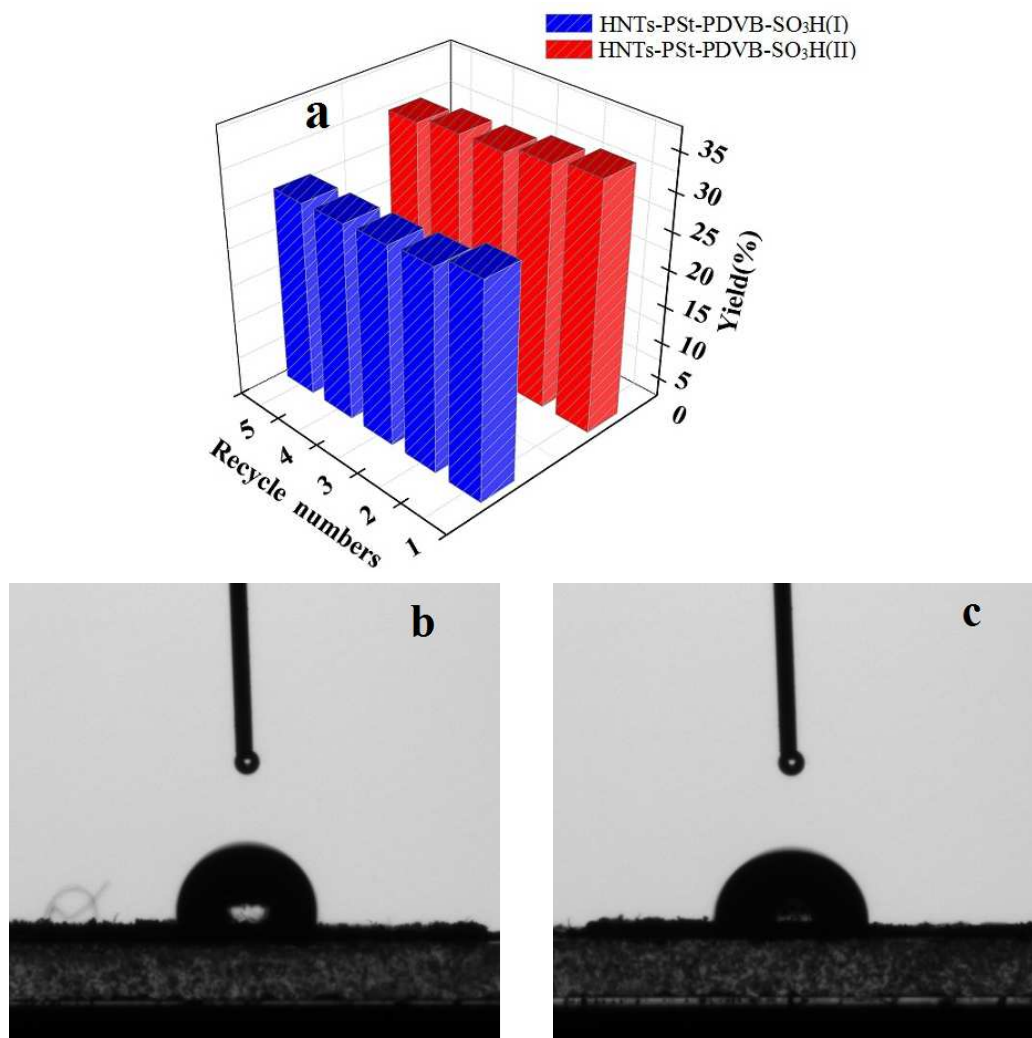 HNTs-PSt-PDVB-SO₃H(I)
HNTs-PSt-PDVB-SO₃H(II)
a
35
30
25
20
15
10
5
0
Yield(%)
5
4
3
2
1
Recycle numbers
b
c